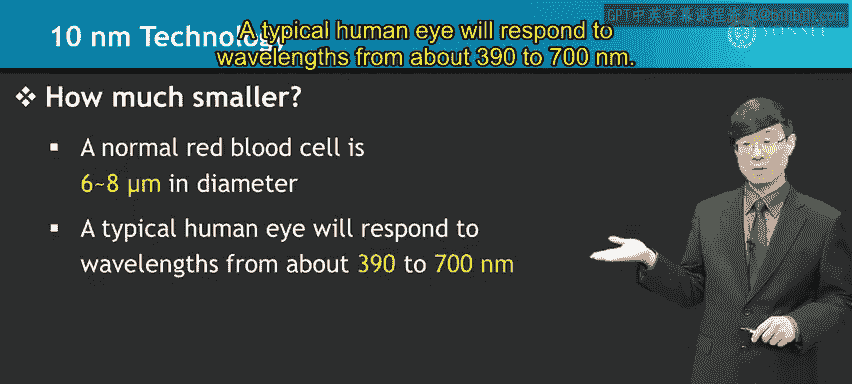 A typical human eye will respond to
wavelengths from about 390 to 700 nm.
10 nm Technology
❖ How much smaller?
▪ A normal red blood cell is
6~8 μm in diameter
▪ A typical human eye will respond to
wavelengths from about 390 to 700 nm